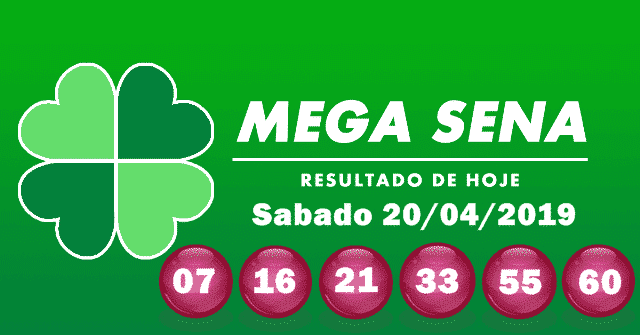 MEGA SENA
RESULTADO DE HOJE
Sabado 20/04/2019
07 16 21 33 55 60